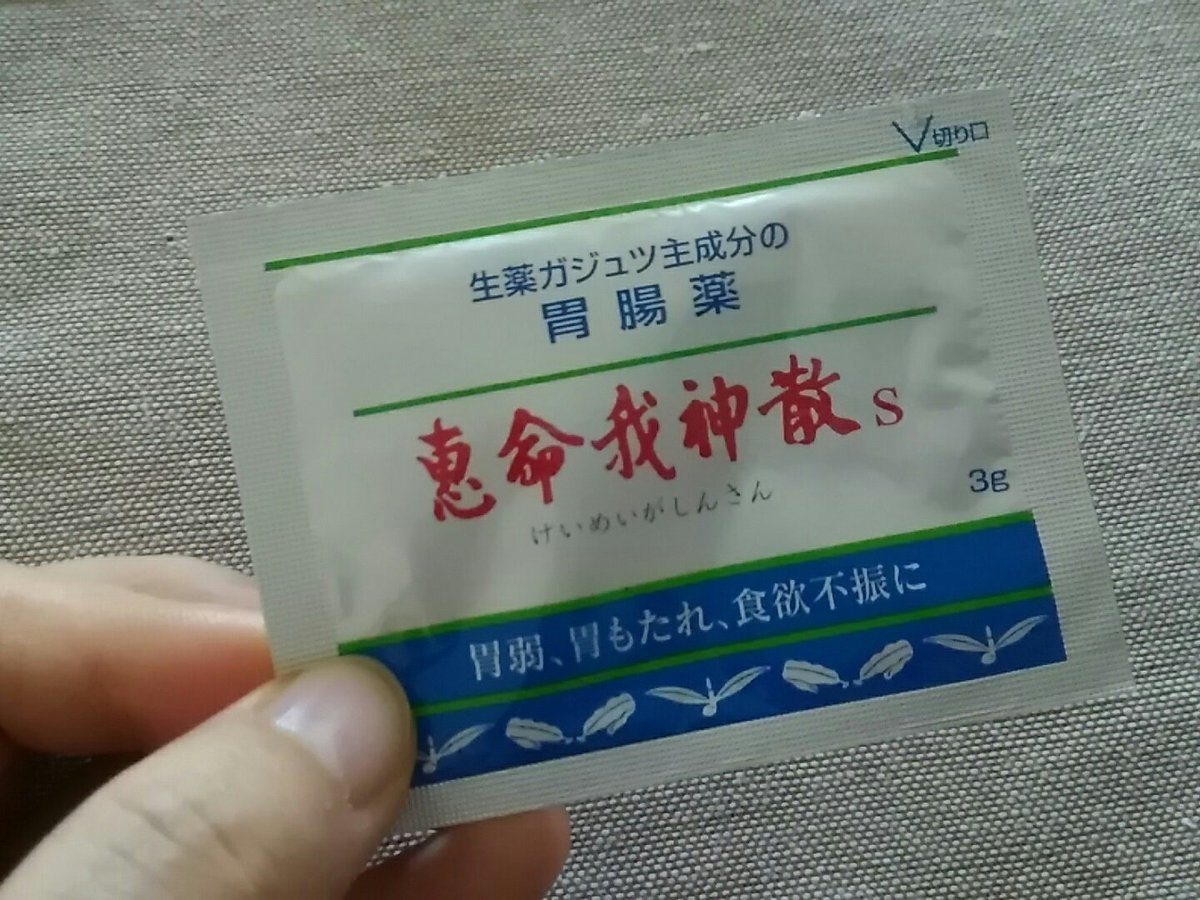 V切り口
生薬ガジュツ主成分の
胃腸薬
恵命我神散S
けいめいがしんさん
3g
胃弱、胃もたれ、食欲不振に